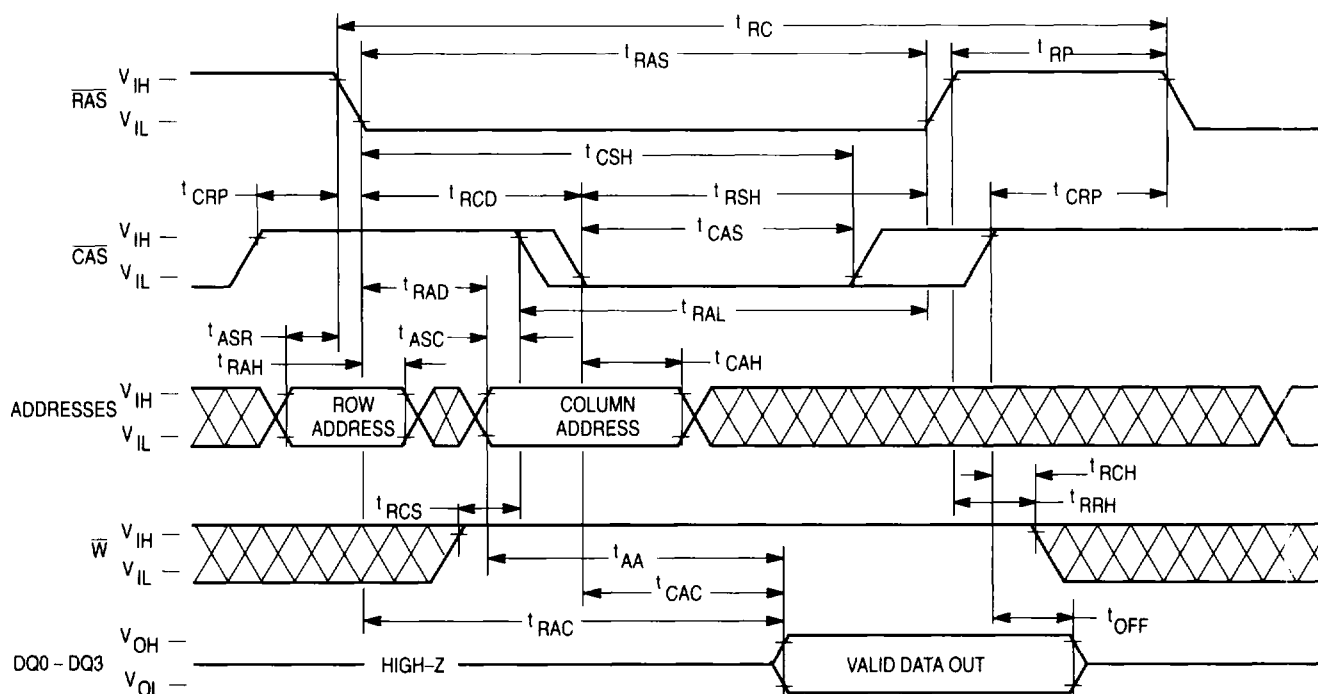 t RC
t RAS
t RP
V IH
RAS
V IL
t CSH
t CRP
t RCD
t RSH
t CRP
V IH
t CAS
CAS
V IL
t RAD
t RAL
t ASR
t ASC
t RAH
t CAH
V IH
ADDRESSES
ROW ADDRESS
COLUMN ADDRESS
V IL
t RCH
t RCS
t RRH
V IH
W
t AA
V IL
t CAC
t RAC
t OFF
V OH
DQ0 – DQ3
HIGH–Z
VALID DATA OUT
V OL